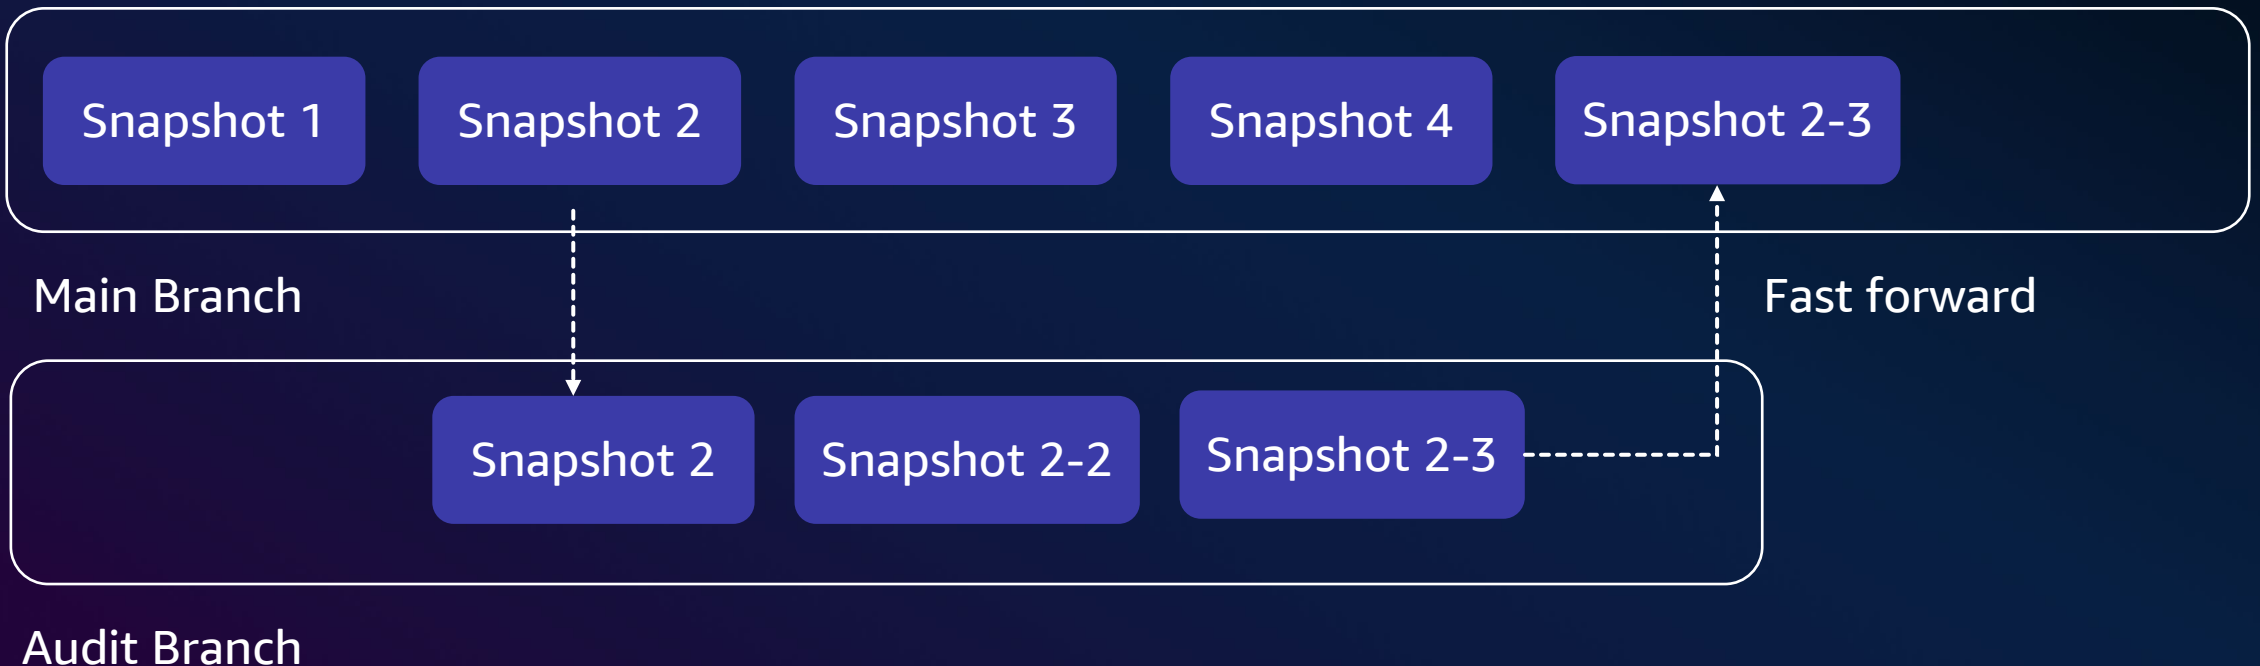 Snapshot 1
Snapshot 2
Snapshot 3
Snapshot 4
Snapshot 2-3
Main Branch
Fast forward
Snapshot 2
Snapshot 2-2
Snapshot 2-3
Audit Branch